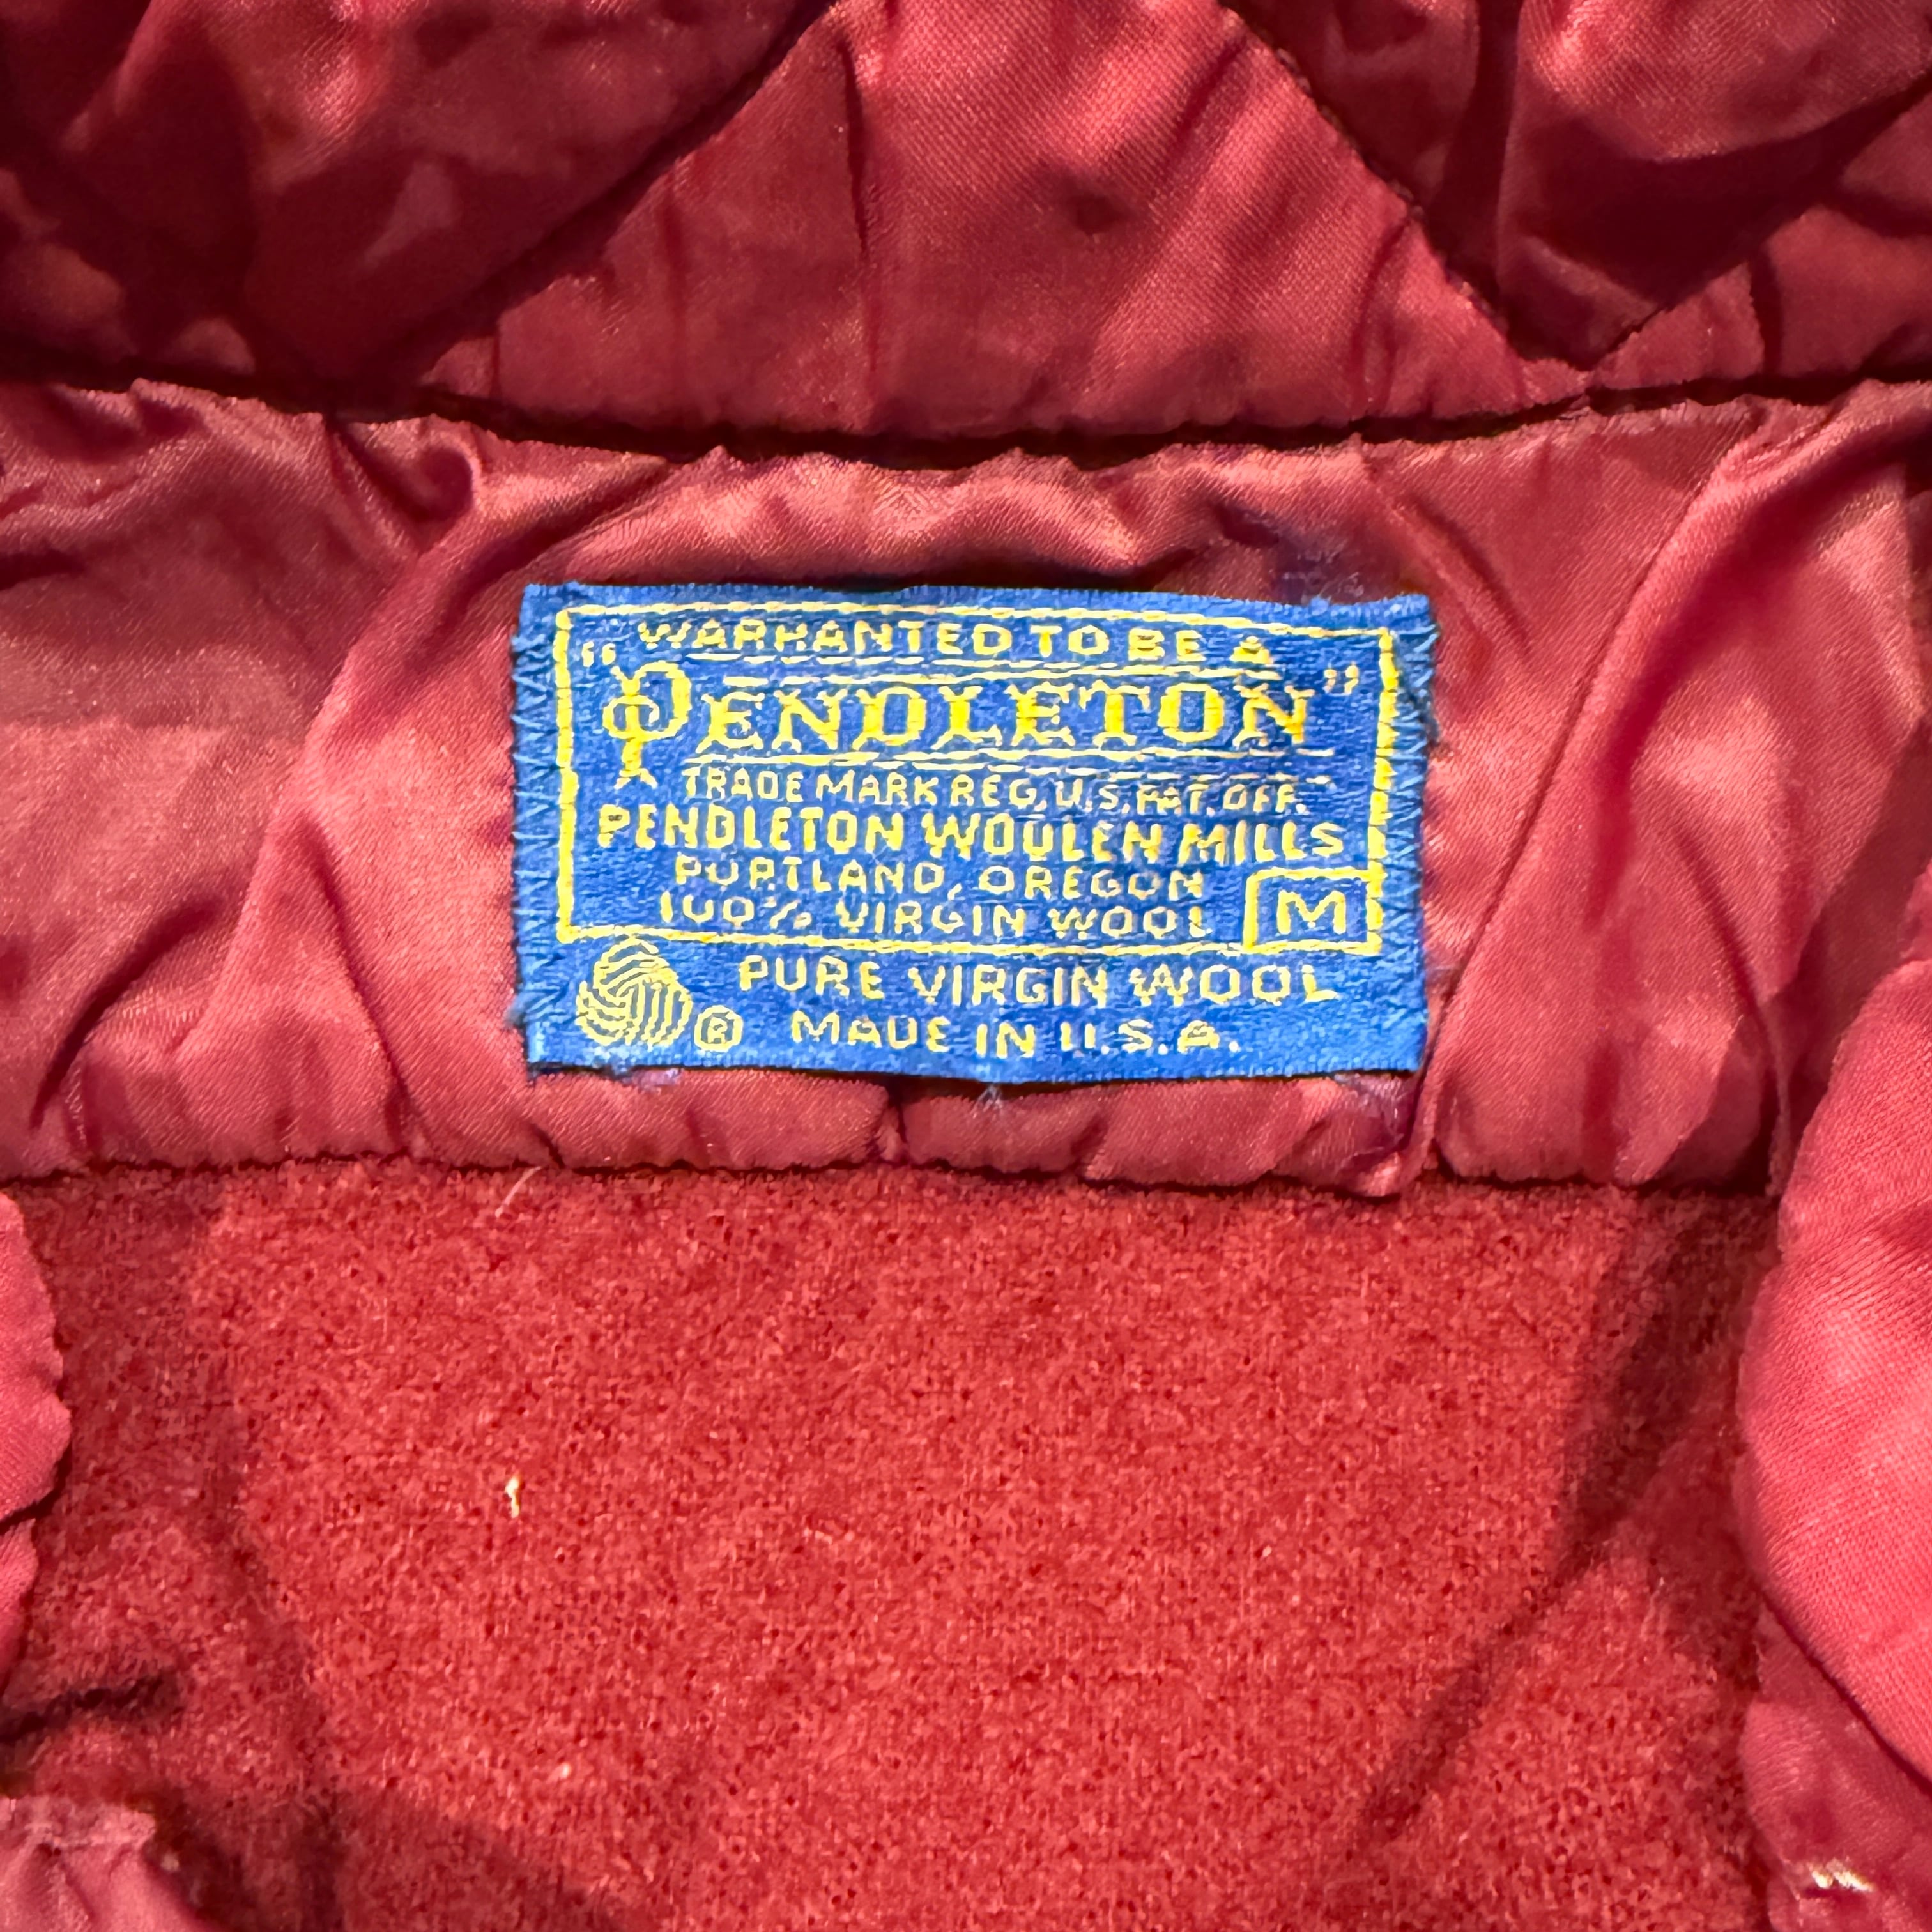 WARRANTED TO BE A
"PENDLETON"
TRADE MARK REG. U.S. PAT. OFF.
PENDLETON WOOLEN MILLS
PORTLAND, OREGON
100% VIRGIN WOOL M
PURE VIRGIN WOOL
® MADE IN U.S.A.